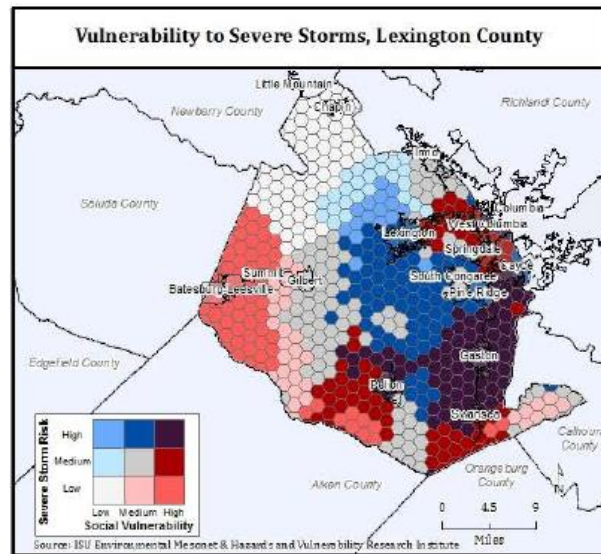 Vulnerability to Severe Storms, Lexington County
Little Mountain
Chapin
Newberry County
Richland County
Irmo
Saluda County
Columbia
West Columbia
Lexington
Springdale
Cayce
Summit
Gilbert
South Congaree
Batesburg-Leesville
Pine Ridge
Edgefield County
Gaston
Pelion
Swansea
Calhoun
County
Orangeburg
County
Aiken County
N
Severe Storm Risk
High
Medium
Low
Low Medium High
Social Vulnerability
0 4.5 9
Miles
Source: ISU Environmental Mesonet & Hazards and Vulnerability Research Institute